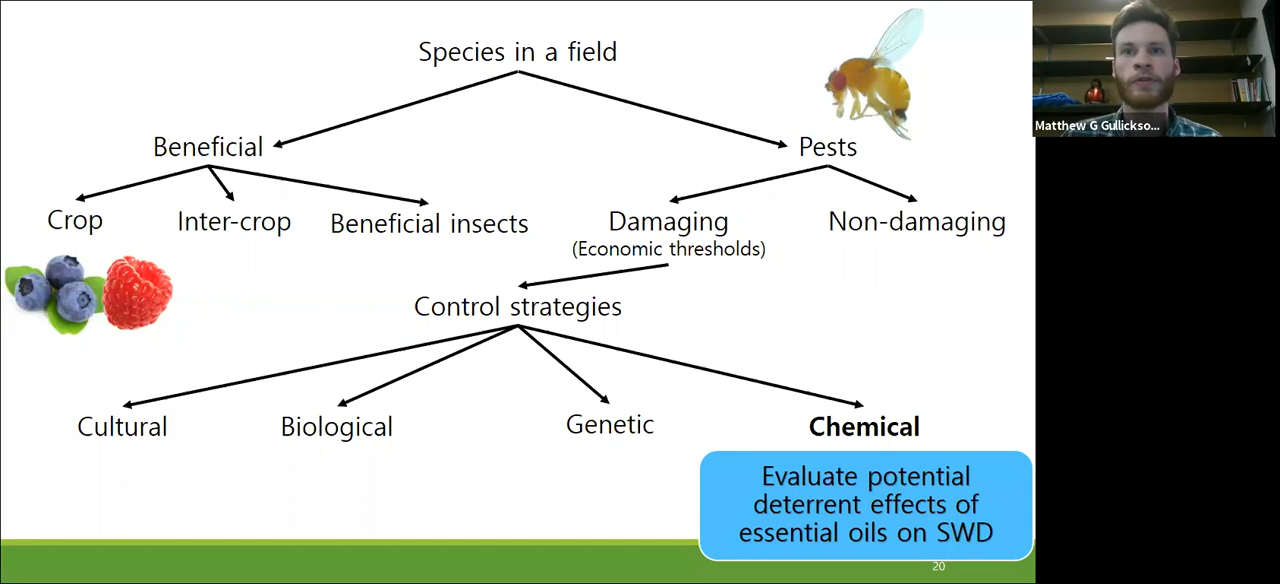 Species in a field
Matthew G Gullickso...
Beneficial
Pests
Crop
Inter-crop
Beneficial insects
Damaging
(Economic thresholds)
Non-damaging
Control strategies
Cultural
Biological
Genetic
Chemical
Evaluate potential
deterrent effects of
essential oils on SWD
20